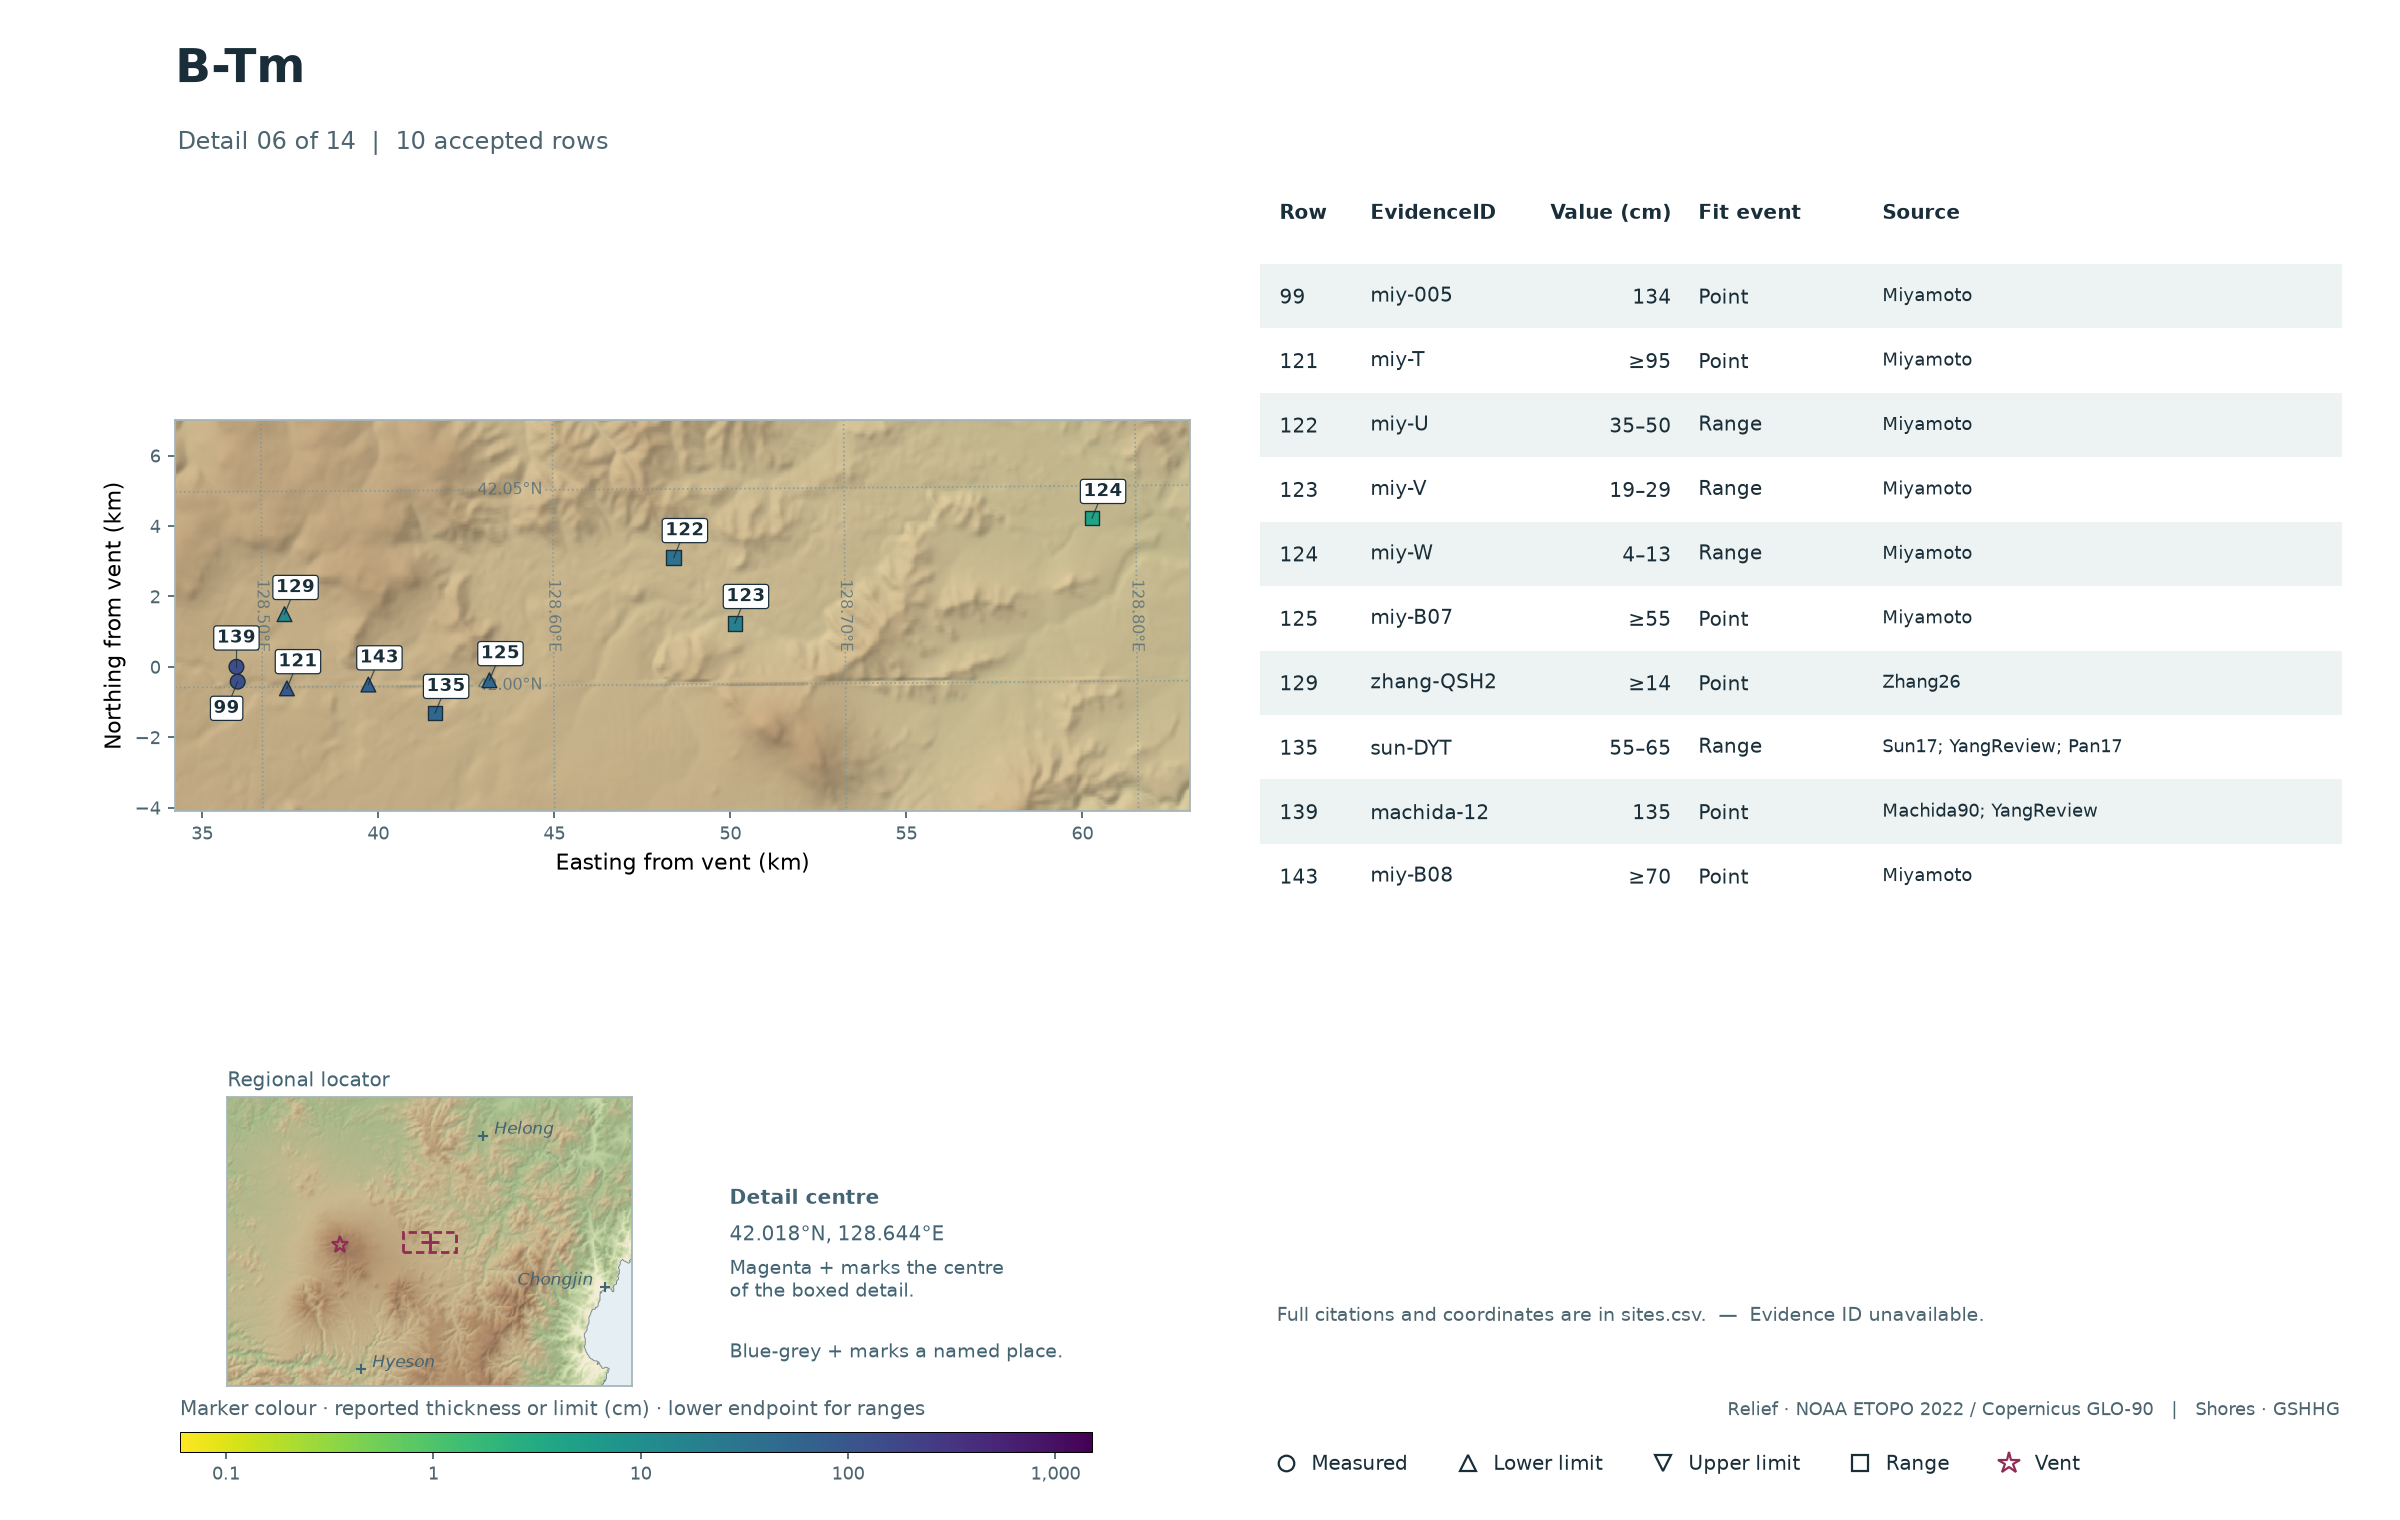 B-Tm
Detail 06 of 14 | 10 accepted rows
Row EvidenceID Value (cm) Fit event Source
99 miy-005 134 Point Miyamoto
121 miy-T ≥95 Point Miyamoto
122 miy-U 35–50 Range Miyamoto
123 miy-V 19–29 Range Miyamoto
124 miy-W 4–13 Range Miyamoto
125 miy-B07 ≥55 Point Miyamoto
129 zhang-QSH2 ≥14 Point Zhang26
135 sun-DYT 55–65 Range Sun17; YangReview; Pan17
139 machida-12 135 Point Machida90; YangReview
143 miy-B08 ≥70 Point Miyamoto
Northing from vent (km)
6
4
2
0
−2
−4
42.05°N
128.50°E
128.60°E
128.70°E
128.80°E
124
122
123
129
139
121
143
125
135
99
35 40 45 50 55 60
Easting from vent (km)
Regional locator
Helong
Chongjin
Hyeson
Detail centre
42.018°N, 128.644°E
Magenta + marks the centre
of the boxed detail.
Blue-grey + marks a named place.
Full citations and coordinates are in sites.csv. — Evidence ID unavailable.
Marker colour · reported thickness or limit (cm) · lower endpoint for ranges
0.1 1 10 100 1,000
Relief · NOAA ETOPO 2022 / Copernicus GLO-90 | Shores · GSHHG
Measured Lower limit Upper limit Range Vent